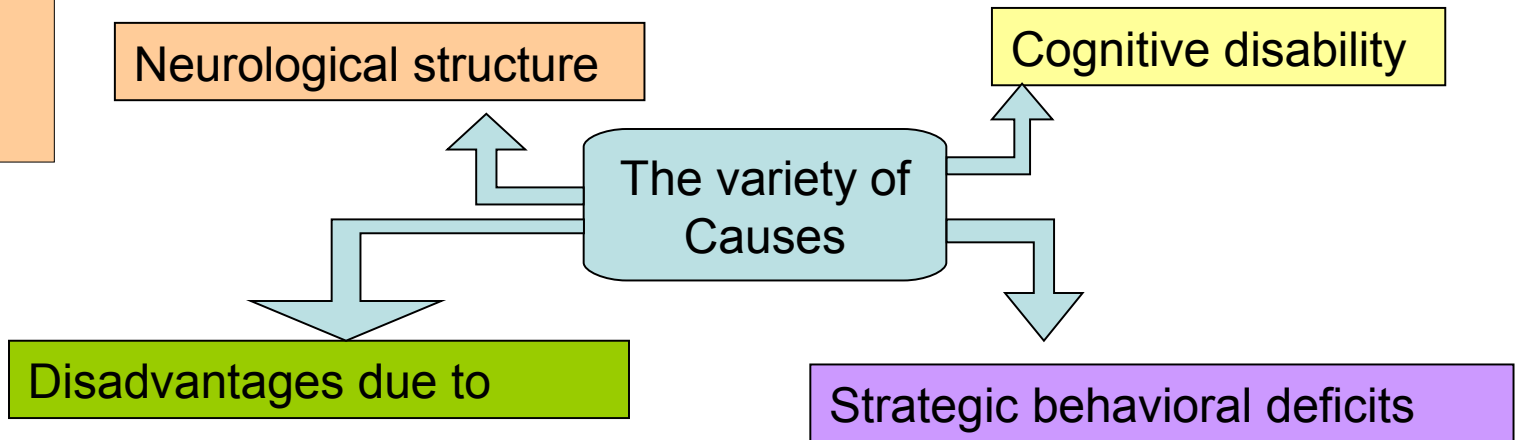 Neurological structure
Cognitive disability
The variety of
Causes
Disadvantages due to
Strategic behavioral deficits